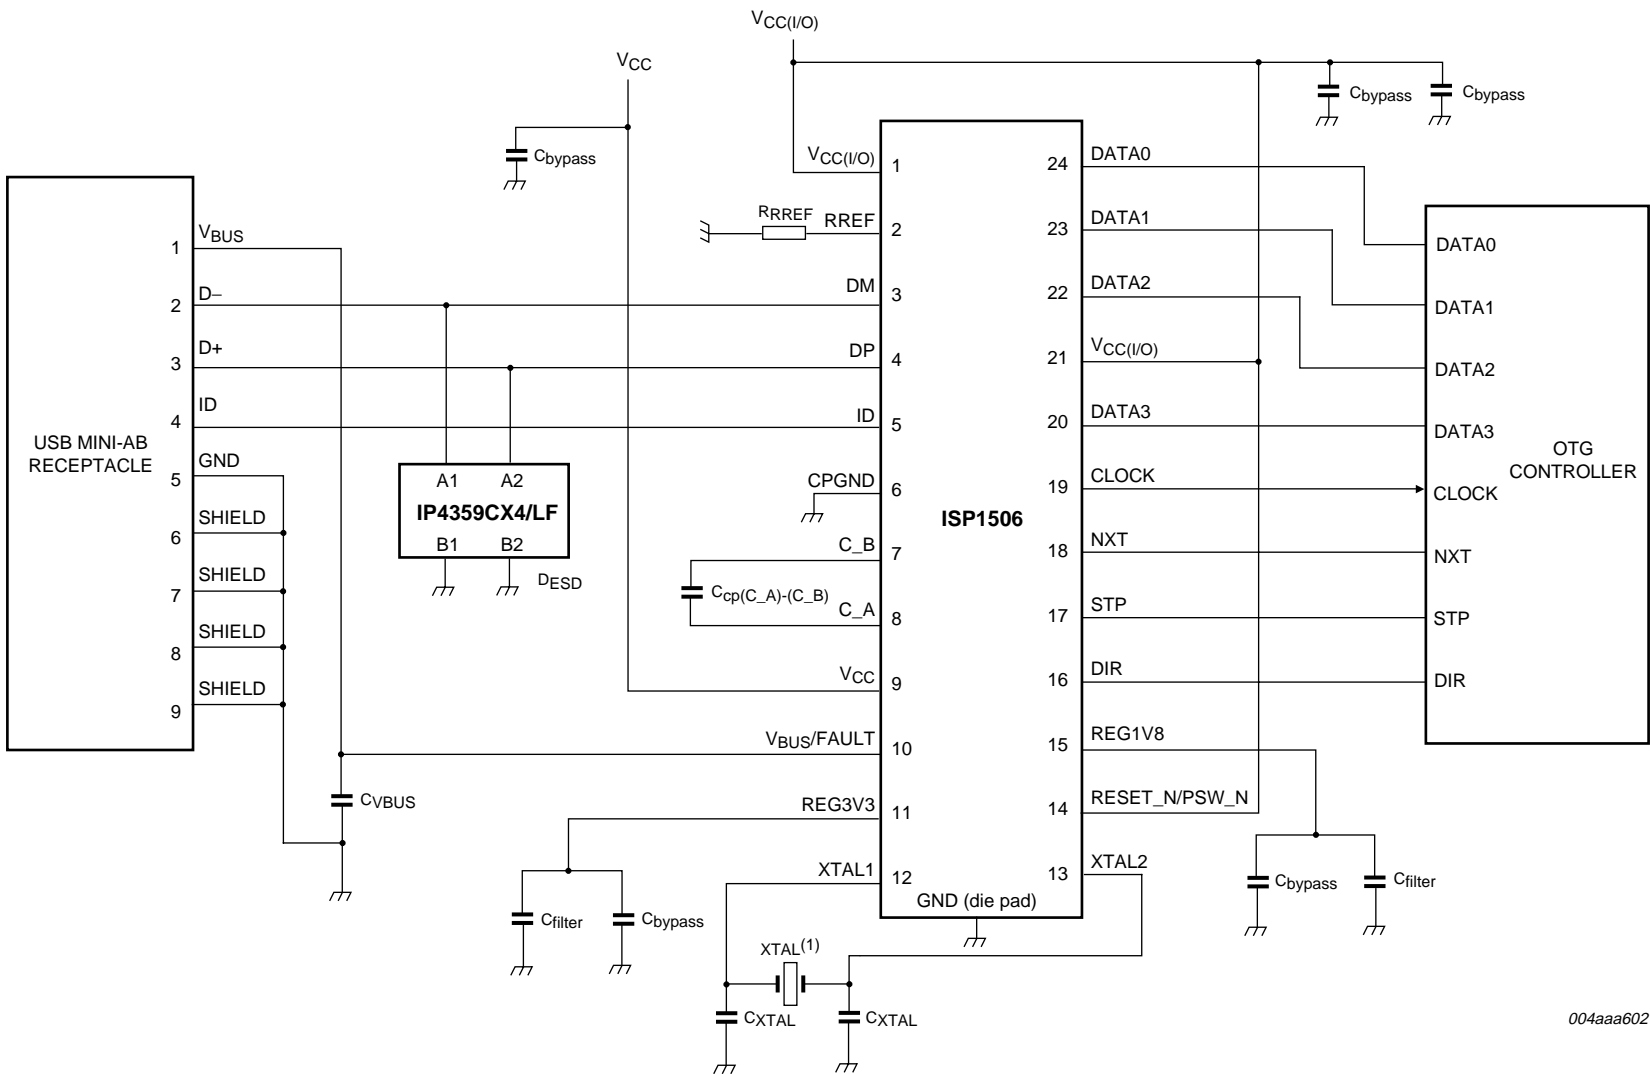 VCC(I/O)
VCC
Cbypass
Cbypass
Cbypass
USB MINI-AB
RECEPTACLE
1
VBUS
2
D−
3
D+
4
ID
5
GND
6
SHIELD
7
SHIELD
8
SHIELD
9
SHIELD
CVBUS
A1 A2
IP4359CX4/LF
B1 B2
DESD
RRREF
Ccp(C_A)-(C_B)
VCC(I/O) 1
RREF 2
DM 3
DP 4
ID 5
CPGND 6
C_B 7
C_A 8
VCC 9
VBUS/FAULT 10
REG3V3 11
XTAL1 12
ISP1506
GND (die pad)
24 DATA0
23 DATA1
22 DATA2
21 VCC(I/O)
20 DATA3
19 CLOCK
18 NXT
17 STP
16 DIR
15 REG1V8
14 RESET_N/PSW_N
13 XTAL2
DATA0
DATA1
DATA2
DATA3
CLOCK
NXT
STP
DIR
OTG
CONTROLLER
Cfilter
Cbypass
Cbypass
Cfilter
XTAL(1)
CXTAL
CXTAL
004aaa602